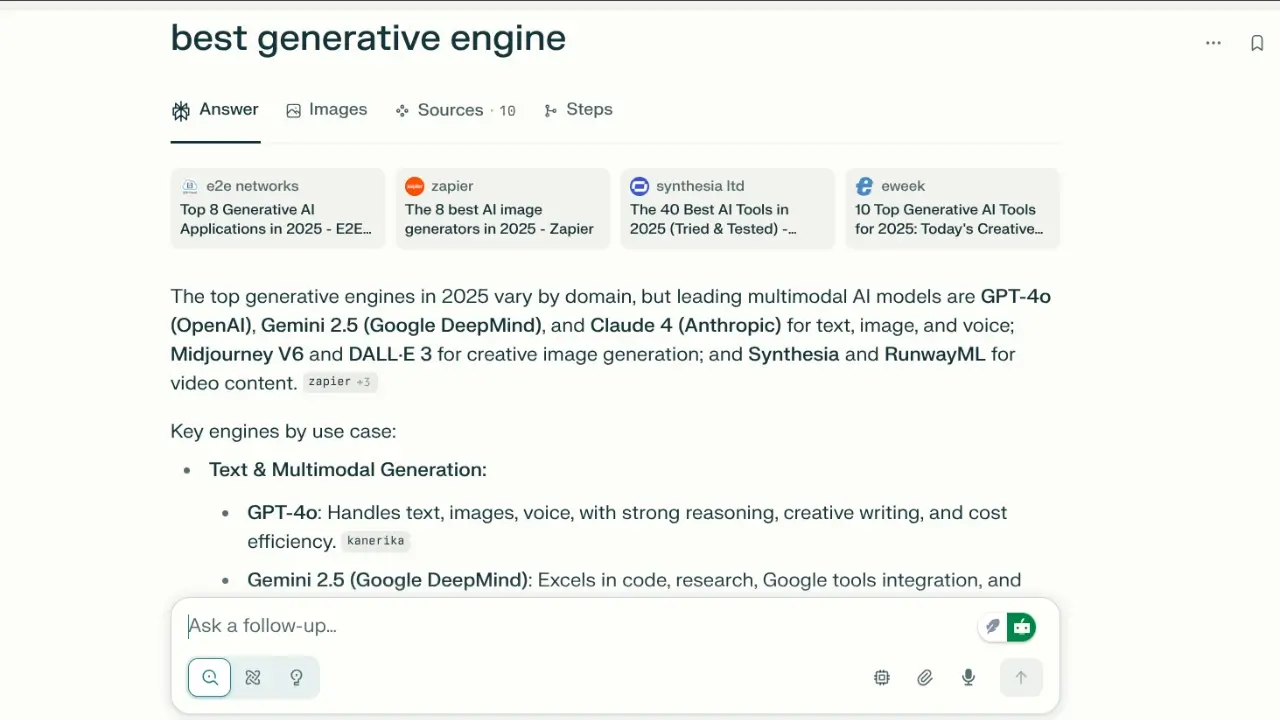 best generative engine
Answer Images Sources · 10 Steps
e2e networks
Top 8 Generative AI
Applications in 2025 - E2E...
zapier
The 8 best AI image
generators in 2025 - Zapier
synthesia ltd
The 40 Best AI Tools in
2025 (Tried & Tested) -...
eweek
10 Top Generative AI Tools
for 2025: Today's Creative...
The top generative engines in 2025 vary by domain, but leading multimodal AI models are GPT-4o
(OpenAI), Gemini 2.5 (Google DeepMind), and Claude 4 (Anthropic) for text, image, and voice;
Midjourney V6 and DALL·E 3 for creative image generation; and Synthesia and RunwayML for
video content. zapier +3
Key engines by use case:
• Text & Multimodal Generation:
• GPT-4o: Handles text, images, voice, with strong reasoning, creative writing, and cost
efficiency. kanerika
• Gemini 2.5 (Google DeepMind): Excels in code, research, Google tools integration, and
Ask a follow-up...